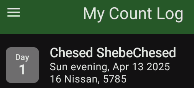 My Count Log
Day
1
Chesed ShebeChesed
Sun evening, Apr 13 2025
16 Nissan, 5785